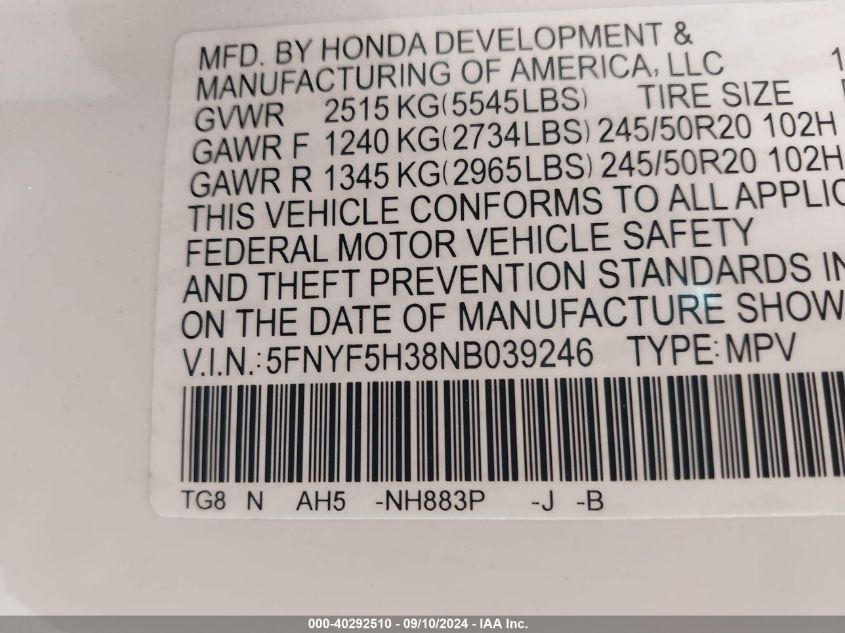 MFD. BY HONDA DEVELOPMENT &
MANUFACTURING OF AMERICA, LLC 1
GVWR 2515 KG(5545LBS) TIRE SIZE
GAWR F 1240 KG(2734LBS) 245/50R20 102H
GAWR R 1345 KG(2965LBS) 245/50R20 102H
THIS VEHICLE CONFORMS TO ALL APPLIC
FEDERAL MOTOR VEHICLE SAFETY
AND THEFT PREVENTION STANDARDS IN
ON THE DATE OF MANUFACTURE SHOW
V.I.N.: 5FNYF5H38NB039246 TYPE: MPV
TG8 N AH5 -NH883P -J -B
000-40292510 - 09/10/2024 - IAA Inc.